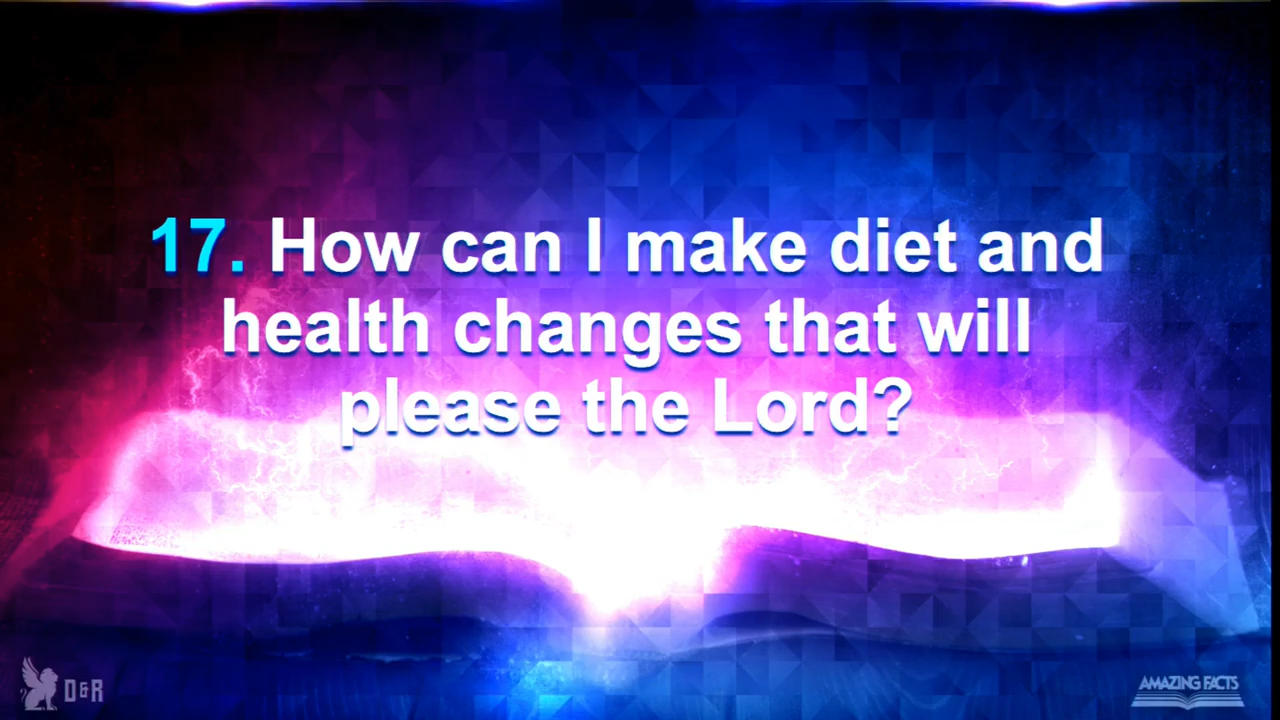 17. How can I make diet and
health changes that will
please the Lord?
D&R
AMAZING FACTS